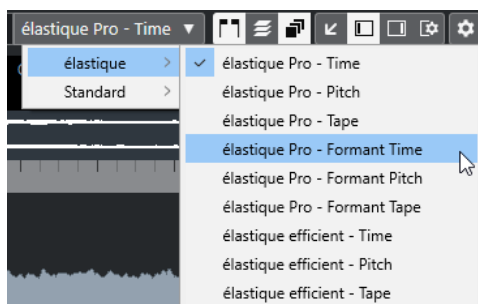 élastique Pro - Time
élastique
Standard
élastique Pro - Time
élastique Pro - Pitch
élastique Pro - Tape
élastique Pro - Formant Time
élastique Pro - Formant Pitch
élastique Pro - Formant Tape
élastique efficient - Time
élastique efficient - Pitch
élastique efficient - Tape